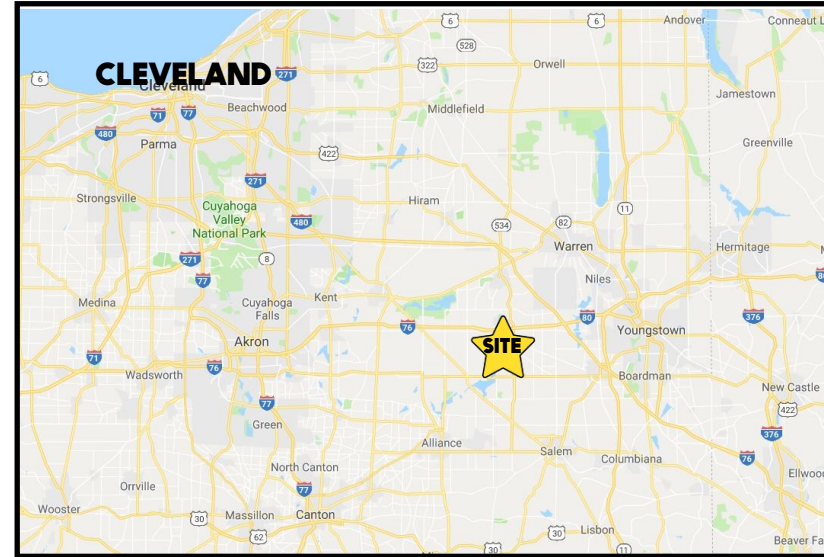 6
6
Andover
Conneaut L
528
322
Orwell
6
CLEVELAND
271
Cleveland
Jamestown
Beachwood
Middlefield
71
77
480
Parma
422
Greenville
271
Strongsville
Hiram
Cuyahoga
Valley
National Park
11
480
534
82
Warren
Hermitage
271
8
77
Niles
80
Medina
Cuyahoga
Falls
Kent
76
80
376
Youngstown
Akron
SITE
71
76
Wadsworth
Boardman
77
New Castle
Green
422
Alliance
376
Salem
Columbiana
76
North Canton
Ellwoo
Orrville
77
Wooster
30
Massillon
Canton
62
30
Lisbon
30
11
Beaver Fa